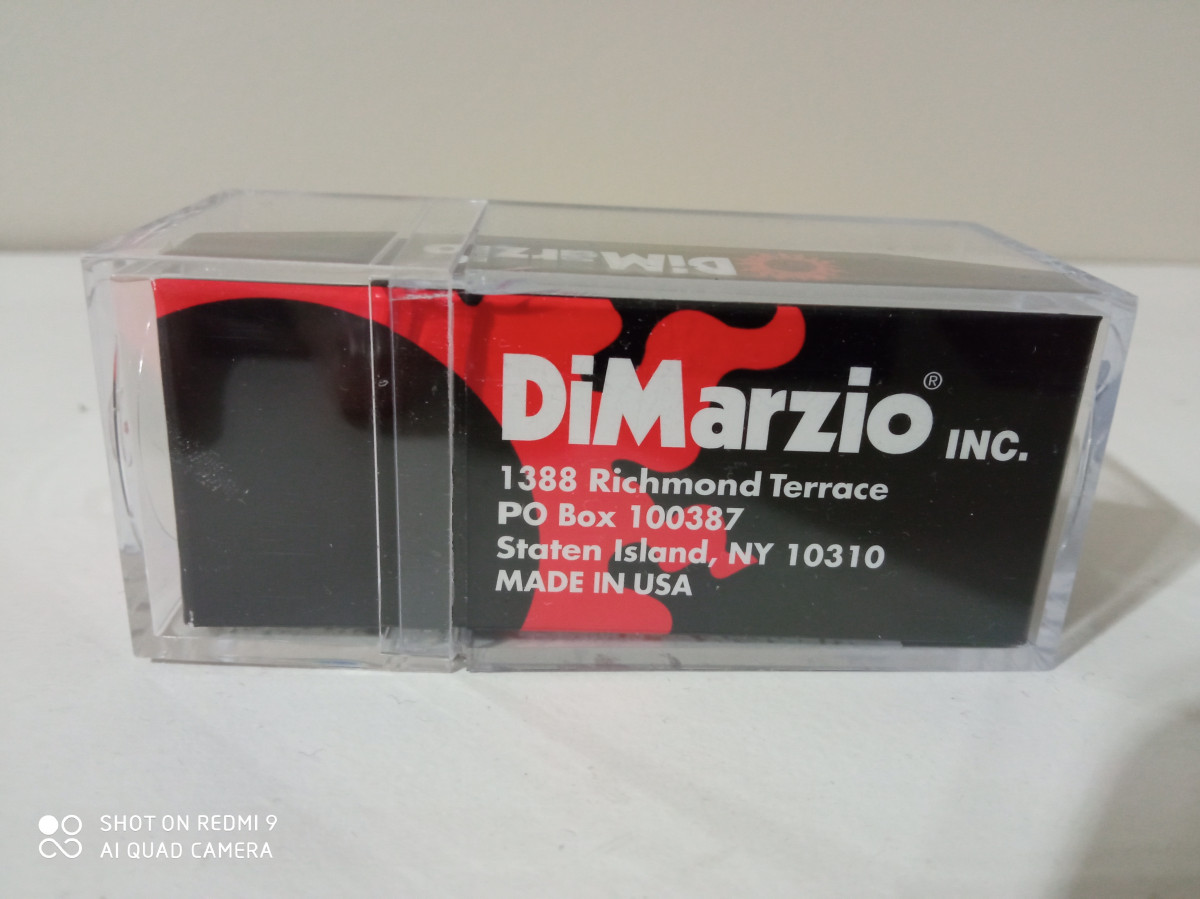 DiMarzio
DiMarzio® INC.
1388 Richmond Terrace
PO Box 100387
Staten Island, NY 10310
MADE IN USA
SHOT ON REDMI 9
AI QUAD CAMERA